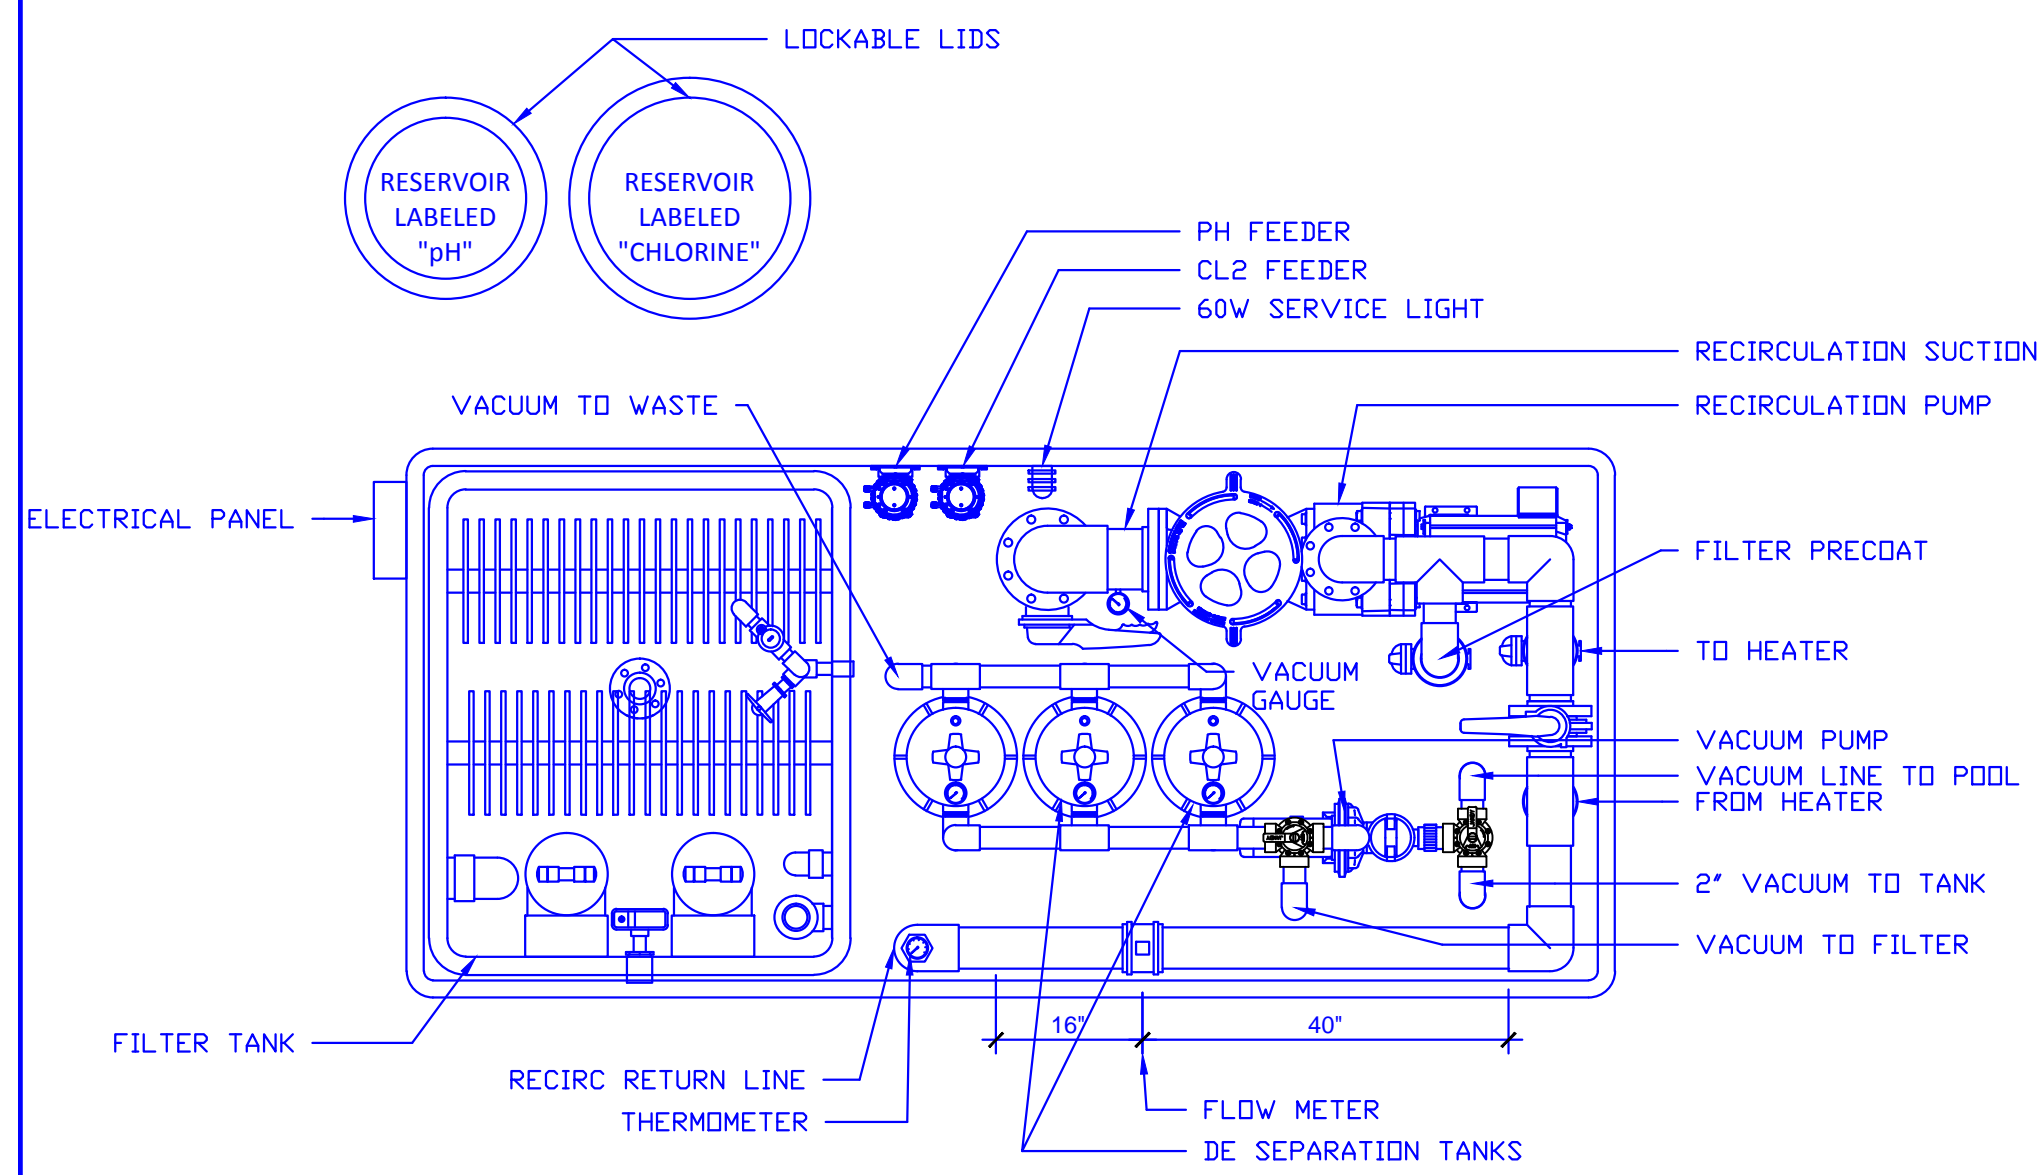 LOCKABLE LIDS
RESERVOIR
LABELED
"pH"
RESERVOIR
LABELED
"CHLORINE"
PH FEEDER
CL2 FEEDER
60W SERVICE LIGHT
RECIRCULATION SUCTION
VACUUM TO WASTE
RECIRCULATION PUMP
ELECTRICAL PANEL
FILTER PRECOAT
TO HEATER
VACUUM
GAUGE
VACUUM PUMP
VACUUM LINE TO POOL
FROM HEATER
2" VACUUM TO TANK
VACUUM TO FILTER
16"
40"
FILTER TANK
RECIRC RETURN LINE
THERMOMETER
FLOW METER
DE SEPARATION TANKS